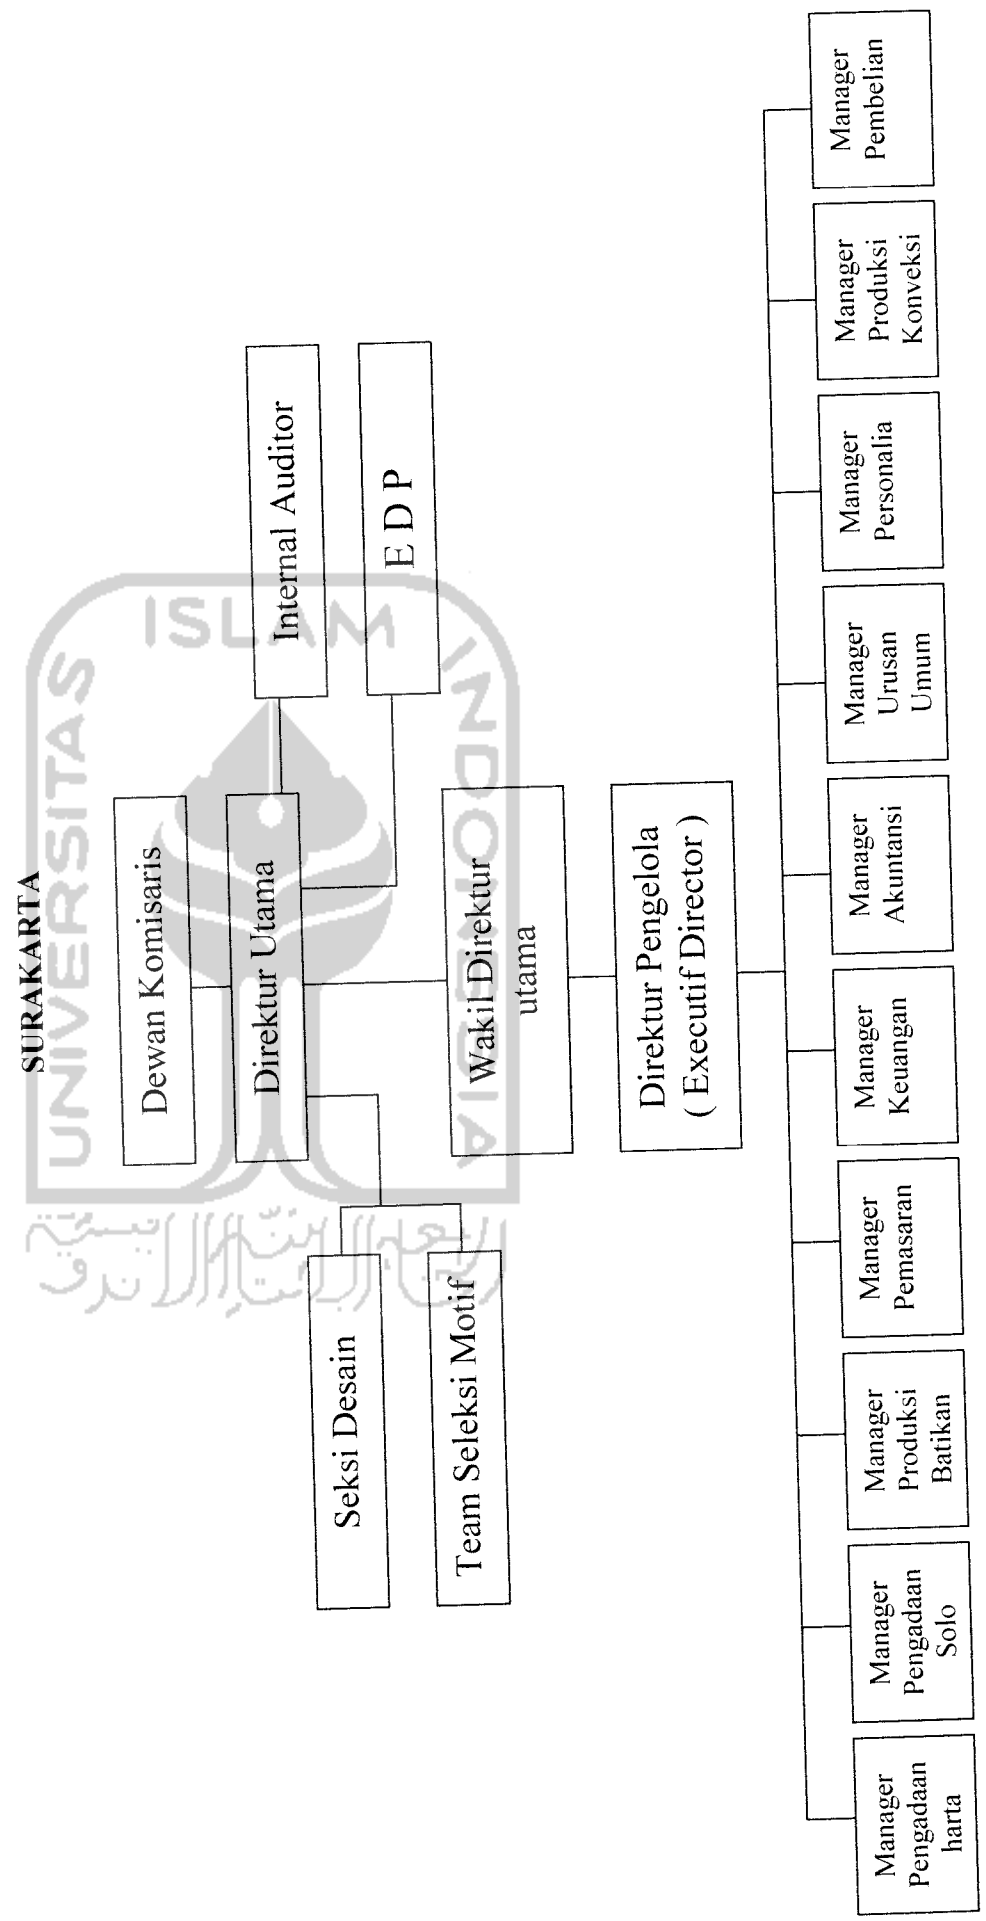 SURAKARTA
Dewan Komisaris
Direktur Utama
Internal Auditor
E D P
Seksi Desain
Team Seleksi Motif
Wakil Direktur
utama
Direktur Pengelola
( Executif Director )
Manager
Pengadaan
harta
Manager
Pengadaan
Solo
Manager
Produksi
Batikan
Manager
Pemasaran
Manager
Keuangan
Manager
Akuntansi
Manager
Urusan
Umum
Manager
Personalia
Manager
Produksi
Konveksi
Manager
Pembelian
UNIVERSITAS
ISLAM
INDONESIA